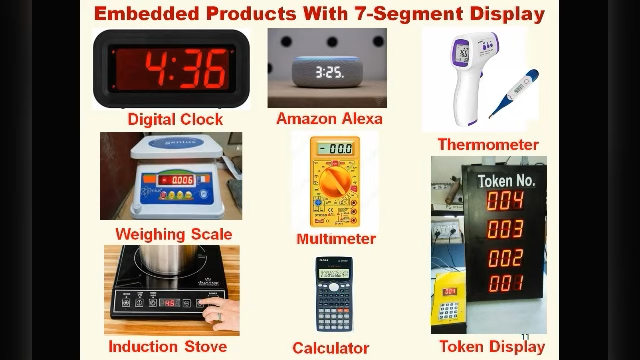 Embedded Products With 7-Segment Display
4:36
3:25.
Digital Clock
Amazon Alexa
Thermometer
genius
0.006
Weighing Scale
- 00.0
Multimeter
Token No.
004
003
002
001
Induction Stove
Calculator
Token Display
11